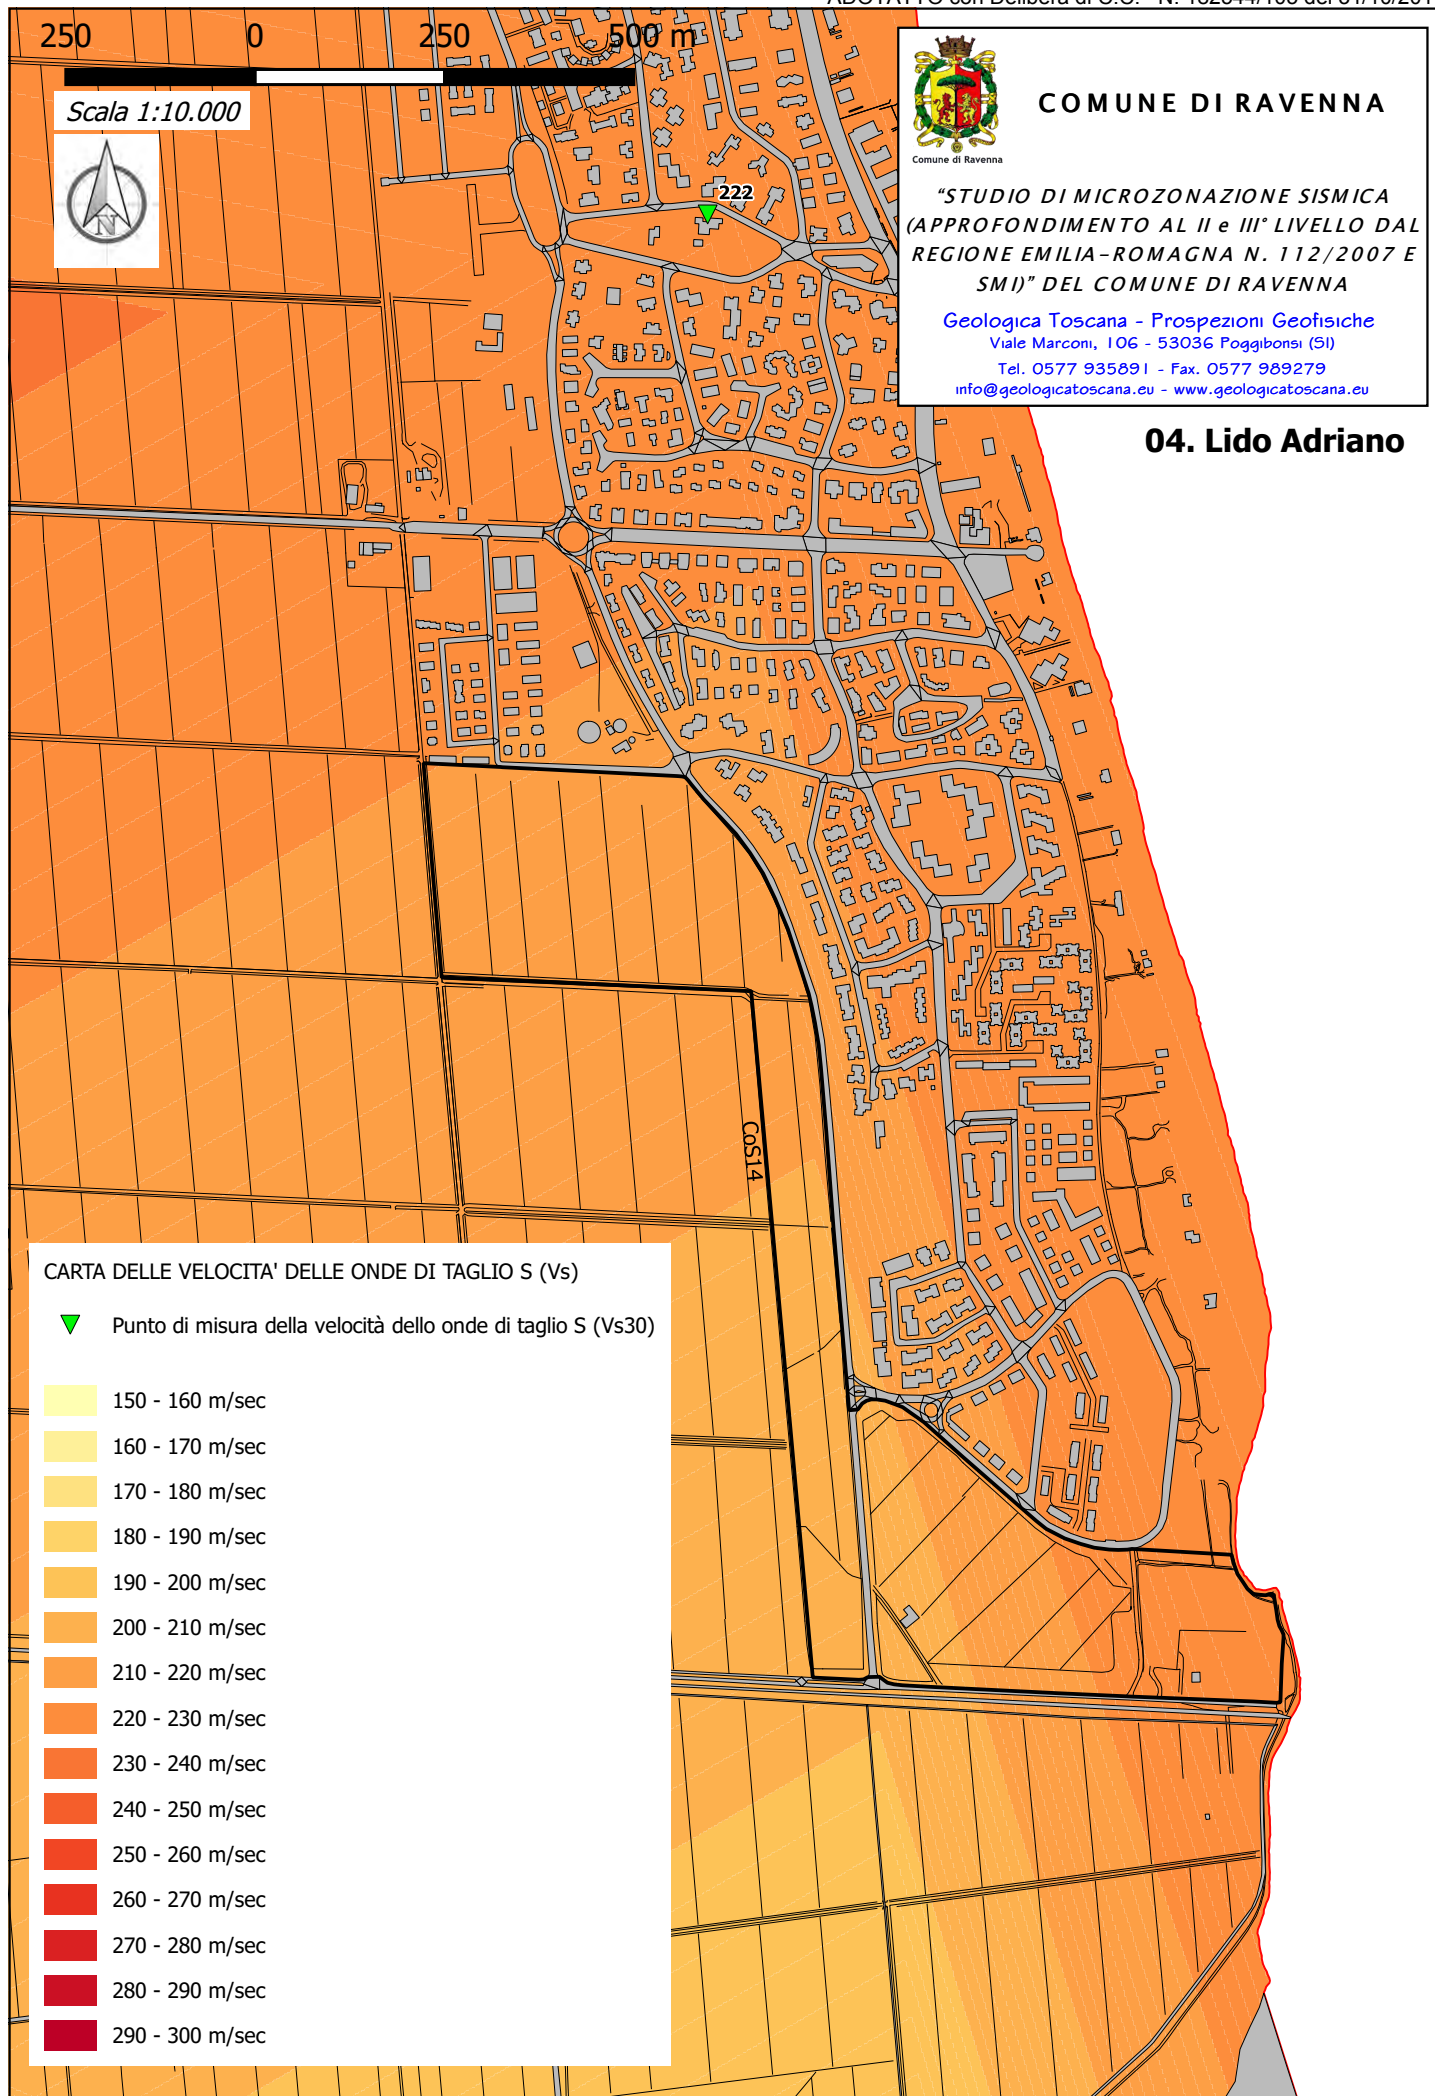 250 0 250 500 m
Scala 1:10.000
N
Comune di Ravenna
COMUNE DI RAVENNA
"STUDIO DI MICROZONAZIONE SISMICA
(APPROFONDIMENTO AL II e III° LIVELLO DAL
REGIONE EMILIA-ROMAGNA N. 112/2007 E
SMI)" DEL COMUNE DI RAVENNA
Geologica Toscana - Prospezioni Geofisiche
Viale Marconi, 106 - 53036 Poggibonsi (SI)
Tel. 0577 935891 - Fax. 0577 989279
info@geologicatoscana.eu - www.geologicatoscana.eu
04. Lido Adriano
222
CoS14
CARTA DELLE VELOCITA' DELLE ONDE DI TAGLIO S (Vs)
Punto di misura della velocità dello onde di taglio S (Vs30)
150 - 160 m/sec
160 - 170 m/sec
170 - 180 m/sec
180 - 190 m/sec
190 - 200 m/sec
200 - 210 m/sec
210 - 220 m/sec
220 - 230 m/sec
230 - 240 m/sec
240 - 250 m/sec
250 - 260 m/sec
260 - 270 m/sec
270 - 280 m/sec
280 - 290 m/sec
290 - 300 m/sec